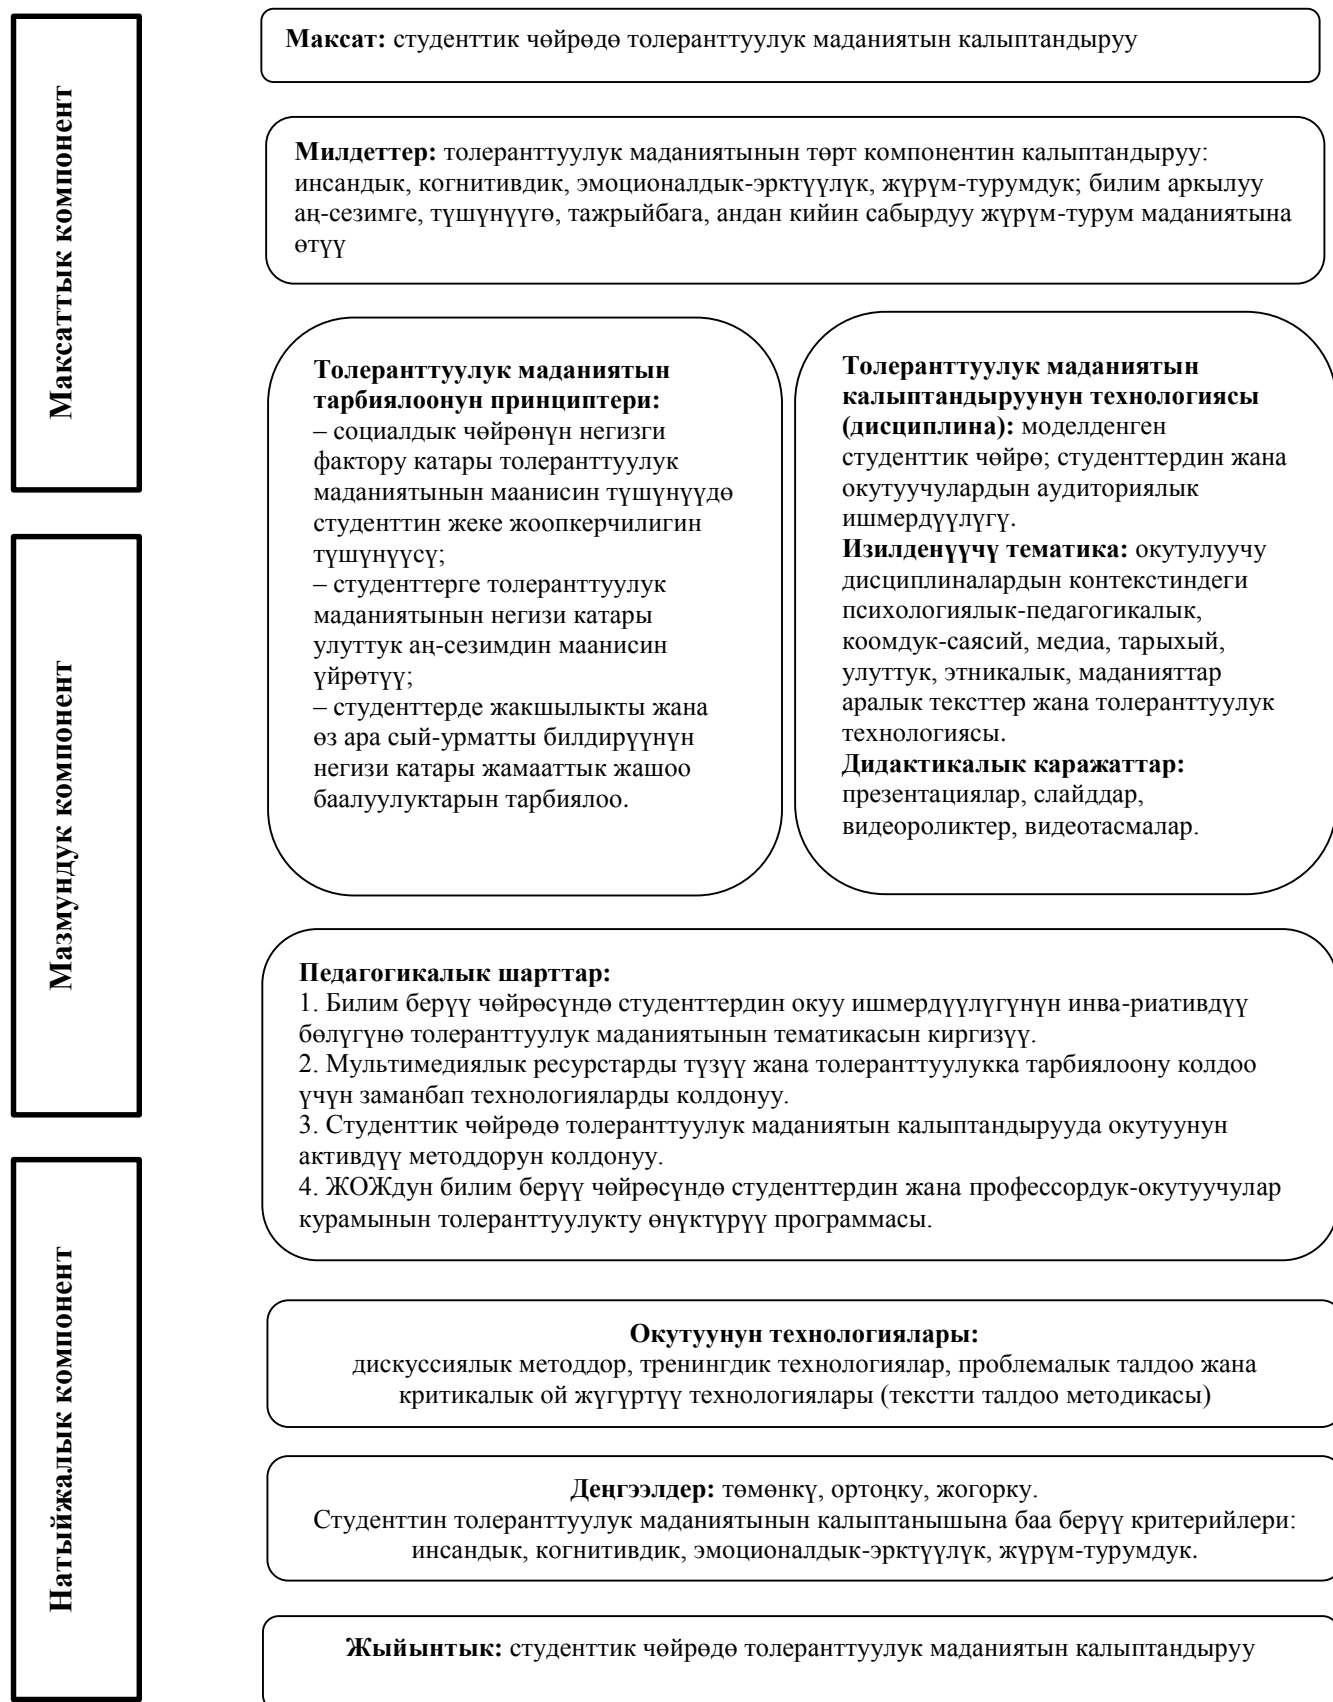 Максаттык компонент
Максат: студенттик чөйрөдө толеранттуулук маданиятын калыптандыруу
Милдеттер: толеранттуулук маданиятынын төрт компонентин калыптандыруу:
инсандык, когнитивдик, эмоционалдык-эрктүүлүк, жүрүм-турумдук; билим аркылуу
аң-сезимге, түшүнүүгө, тажрыйбага, андан кийин сабырдуу жүрүм-турум маданиятына
өтүү
Мазмундук компонент
Толеранттуулук маданиятын
тарбиялоонун принциптери:
– социалдык чөйрөнүн негизги
фактору катары толеранттуулук
маданиятынын маанисин түшүнүүдө
студенттин жеке жоопкерчилигин
түшүнүүсү;
– студенттерге толеранттуулук
маданиятынын негизи катары
улуттук аң-сезимдин маанисин
үйрөтүү;
– студенттерде жакшылыкты жана
өз ара сый-урматты билдирүүнүн
негизи катары жамааттык жашоо
баалуулуктарын тарбиялоо.
Толеранттуулук маданиятын
калыптандыруунун технологиясы
(дисциплина): моделденген
студенттик чөйрө; студенттердин жана
окутуучулардын аудиториялык
ишмердүүлүгү.
Изилденүүчү тематика: окутулуучу
дисциплиналардын контекстиндеги
психологиялык-педагогикалык,
коомдук-саясий, медиа, тарыхый,
улуттук, этникалык, маданияттар
аралык тексттер жана толеранттуулук
технологиясы.
Дидактикалык каражаттар:
презентациялар, слайддар,
видеороликтер, видеотасмалар.
Педагогикалык шарттар:
1. Билим берүү чөйрөсүндө студенттердин окуу ишмердүүлүгүнүн инва-риативдүү
бөлүгүнө толеранттуулук маданиятынын тематикасын киргизүү.
2. Мультимедиялык ресурстарды түзүү жана толеранттуулукка тарбиялоону колдоо
үчүн заманбап технологияларды колдонуу.
3. Студенттик чөйрөдө толеранттуулук маданиятын калыптандырууда окутуунун
активдүү методдорун колдонуу.
4. ЖОЖдун билим берүү чөйрөсүндө студенттердин жана профессордук-окутуучулар
курамынын толеранттуулукту өнүктүрүү программасы.
Натыйжалык компонент
Окутуунун технологиялары:
дискуссиялык методдор, тренингдик технологиялар, проблемалык талдоо жана
критикалык ой жүгүртүү технологиялары (текстти талдоо методикасы)
Деңгээлдер: төмөнкү, ортоңку, жогорку.
Студенттин толеранттуулук маданиятынын калыптанышына баа берүү критерийлери:
инсандык, когнитивдик, эмоционалдык-эрктүүлүк, жүрүм-турумдук.
Жыйынтык: студенттик чөйрөдө толеранттуулук маданиятын калыптандыруу